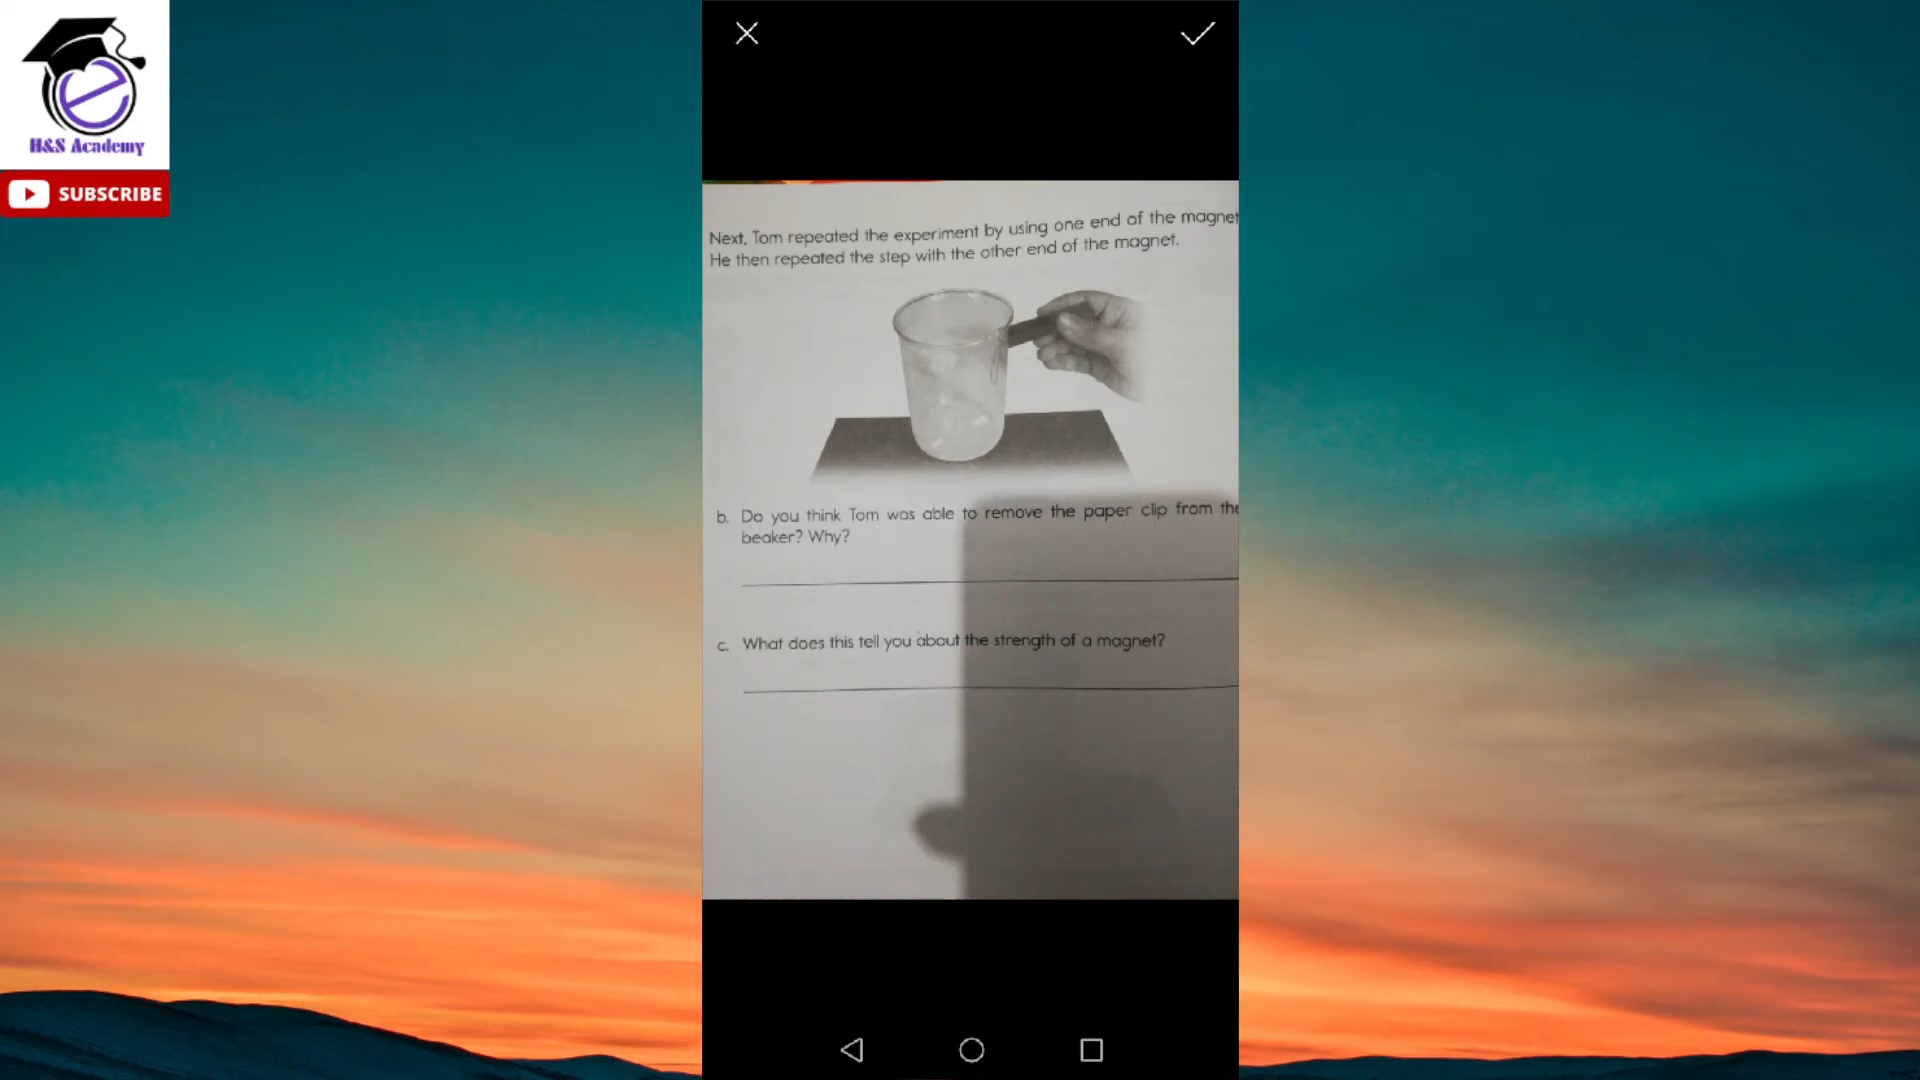 H&S Academy
SUBSCRIBE
Next, Tom repeated the experiment by using one end of the magnet
He then repeated the step with the other end of the magnet.
b. Do you think Tom was able to remove the paper clip from the
beaker? Why?
c. What does this tell you about the strength of a magnet?